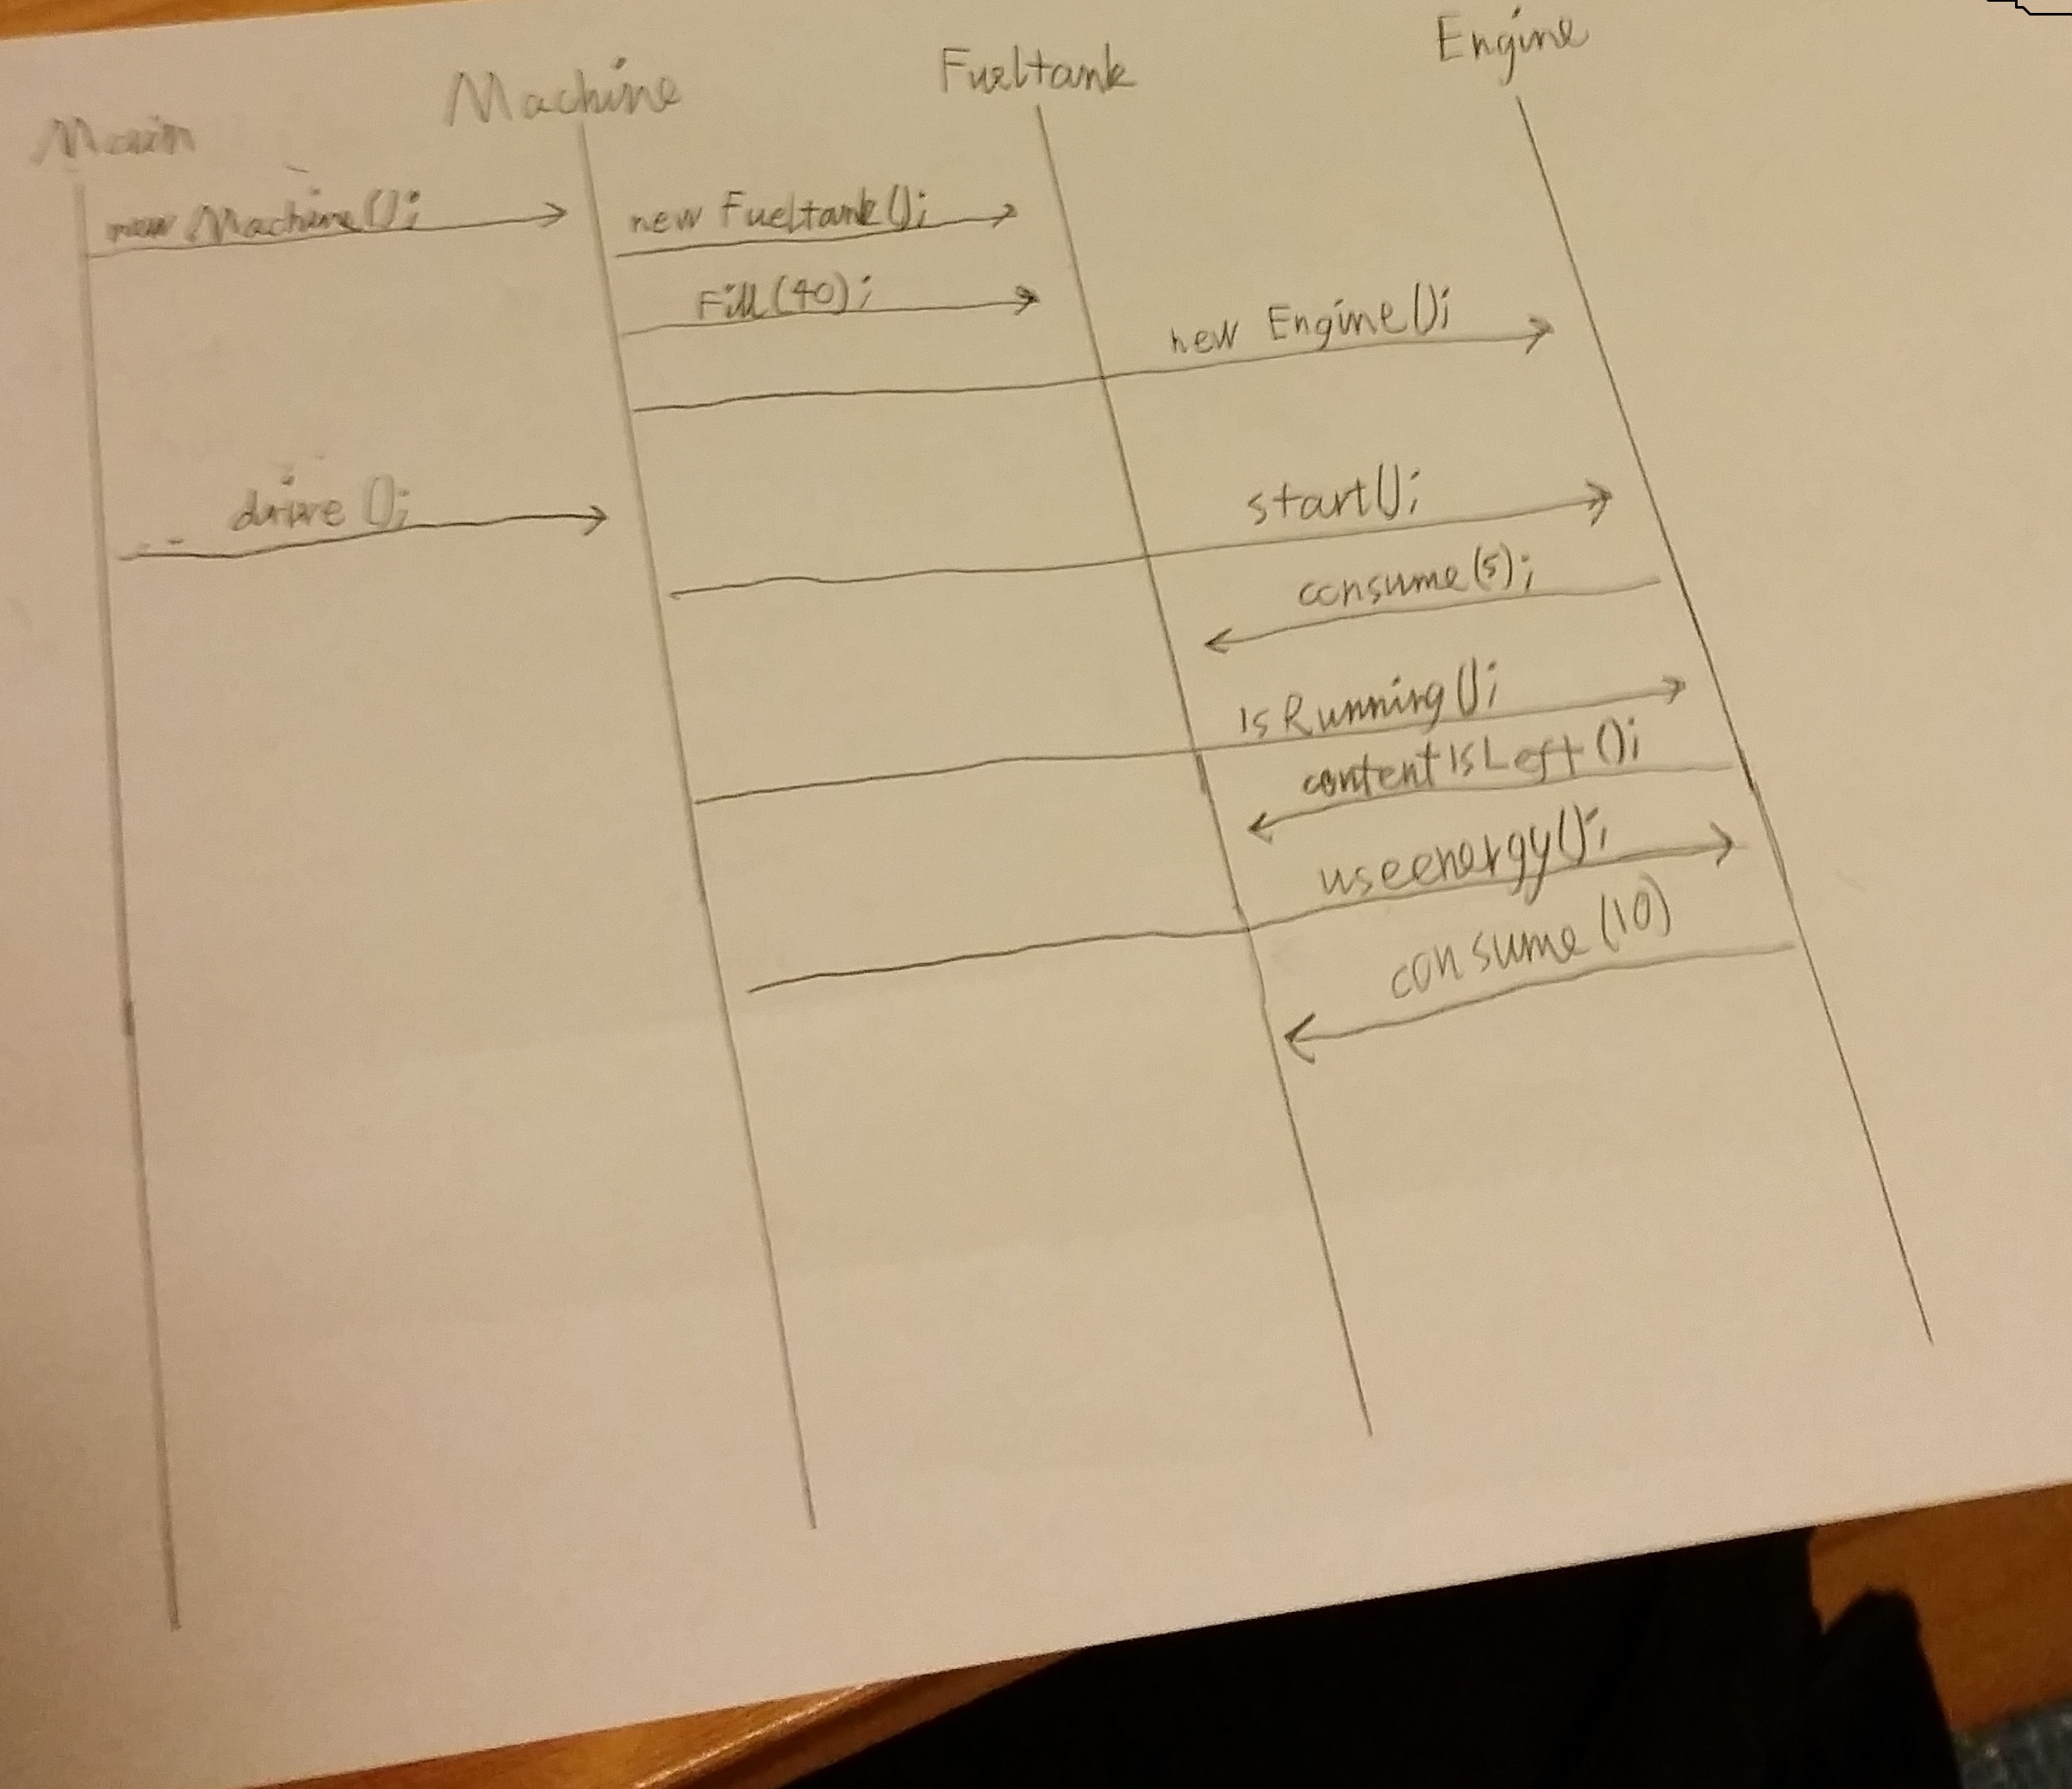 Main
Machine
Fueltank
Engine
new Machine();
new Fueltank();
Fill(40);
new Engine();
drive();
start();
consume(5);
isRunning();
contentIsLeft();
useenergy();
consume(10)